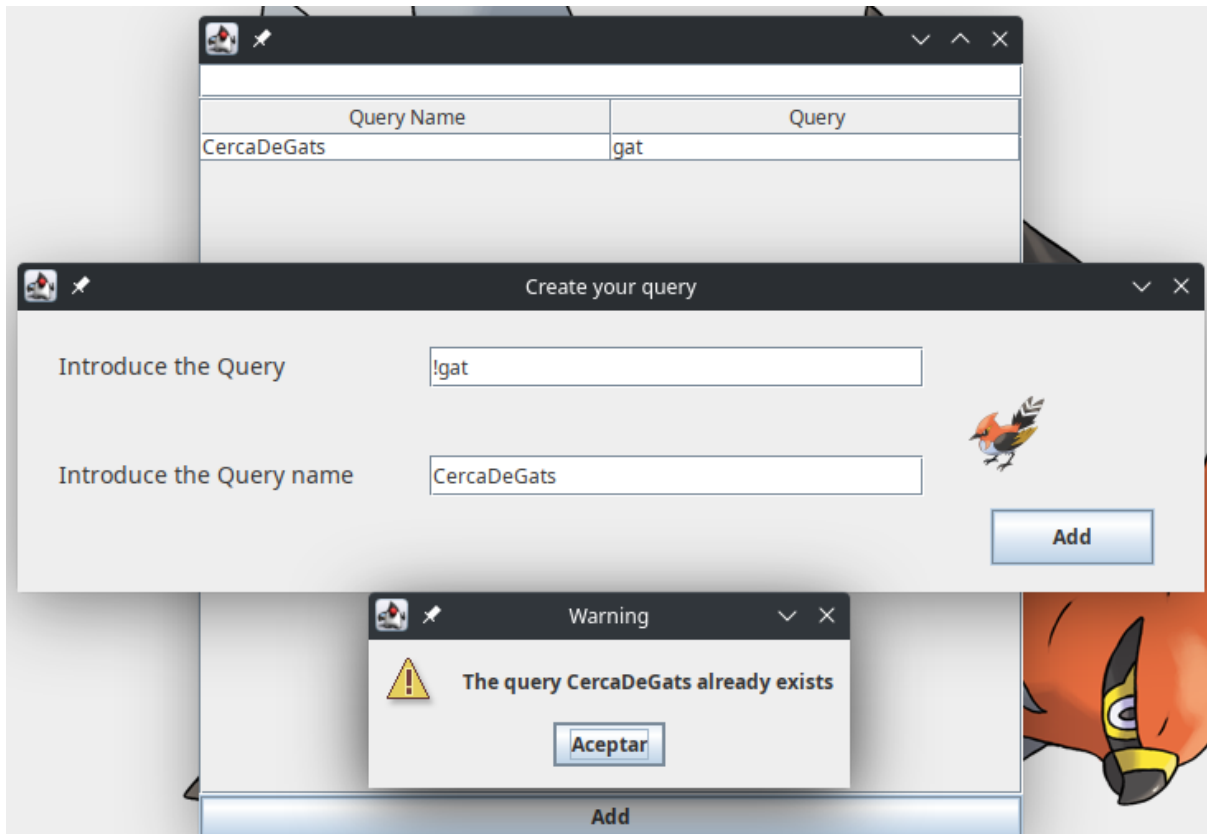 Query Name
Query
CercaDeGats
gat
Create your query
Introduce the Query
!gat
Introduce the Query name
CercaDeGats
Add
Warning
The query CercaDeGats already exists
Aceptar
Add